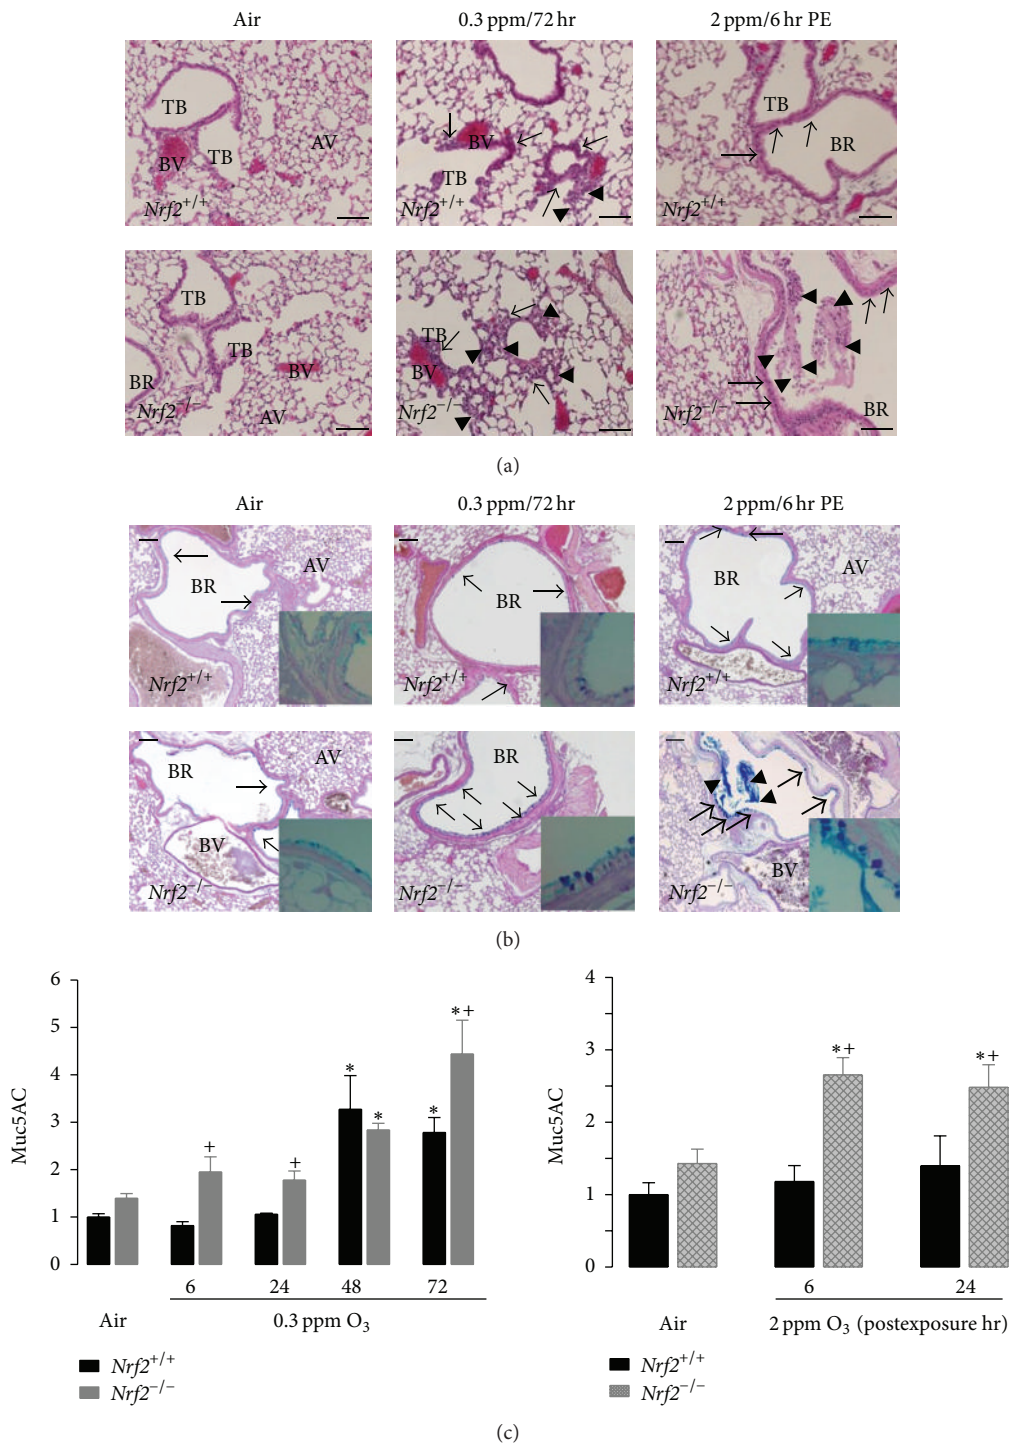 Air 0.3 ppm/72 hr 2 ppm/6 hr PE
TB BV TB AV Nrf2+/+
BV TB Nrf2+/+
TB BR Nrf2+/+
TB TB BR BV AV Nrf2−/−
TB BV Nrf2−/−
BR Nrf2−/−
(a)
Air 0.3 ppm/72 hr 2 ppm/6 hr PE
BR AV Nrf2+/+
BR Nrf2+/+
BR AV Nrf2+/+
BR AV BV Nrf2−/−
BR Nrf2−/−
BV Nrf2−/−
(b)
Muc5AC
6
5
4
3
2
1
0
+
+
*
*
*
*+
6 24 48 72
Air 0.3 ppm O3
Nrf2+/+
Nrf2−/−
Muc5AC
4
3
2
1
0
*+
*+
6 24
Air 2 ppm O3 (postexposure hr)
Nrf2+/+
Nrf2−/−
(c)